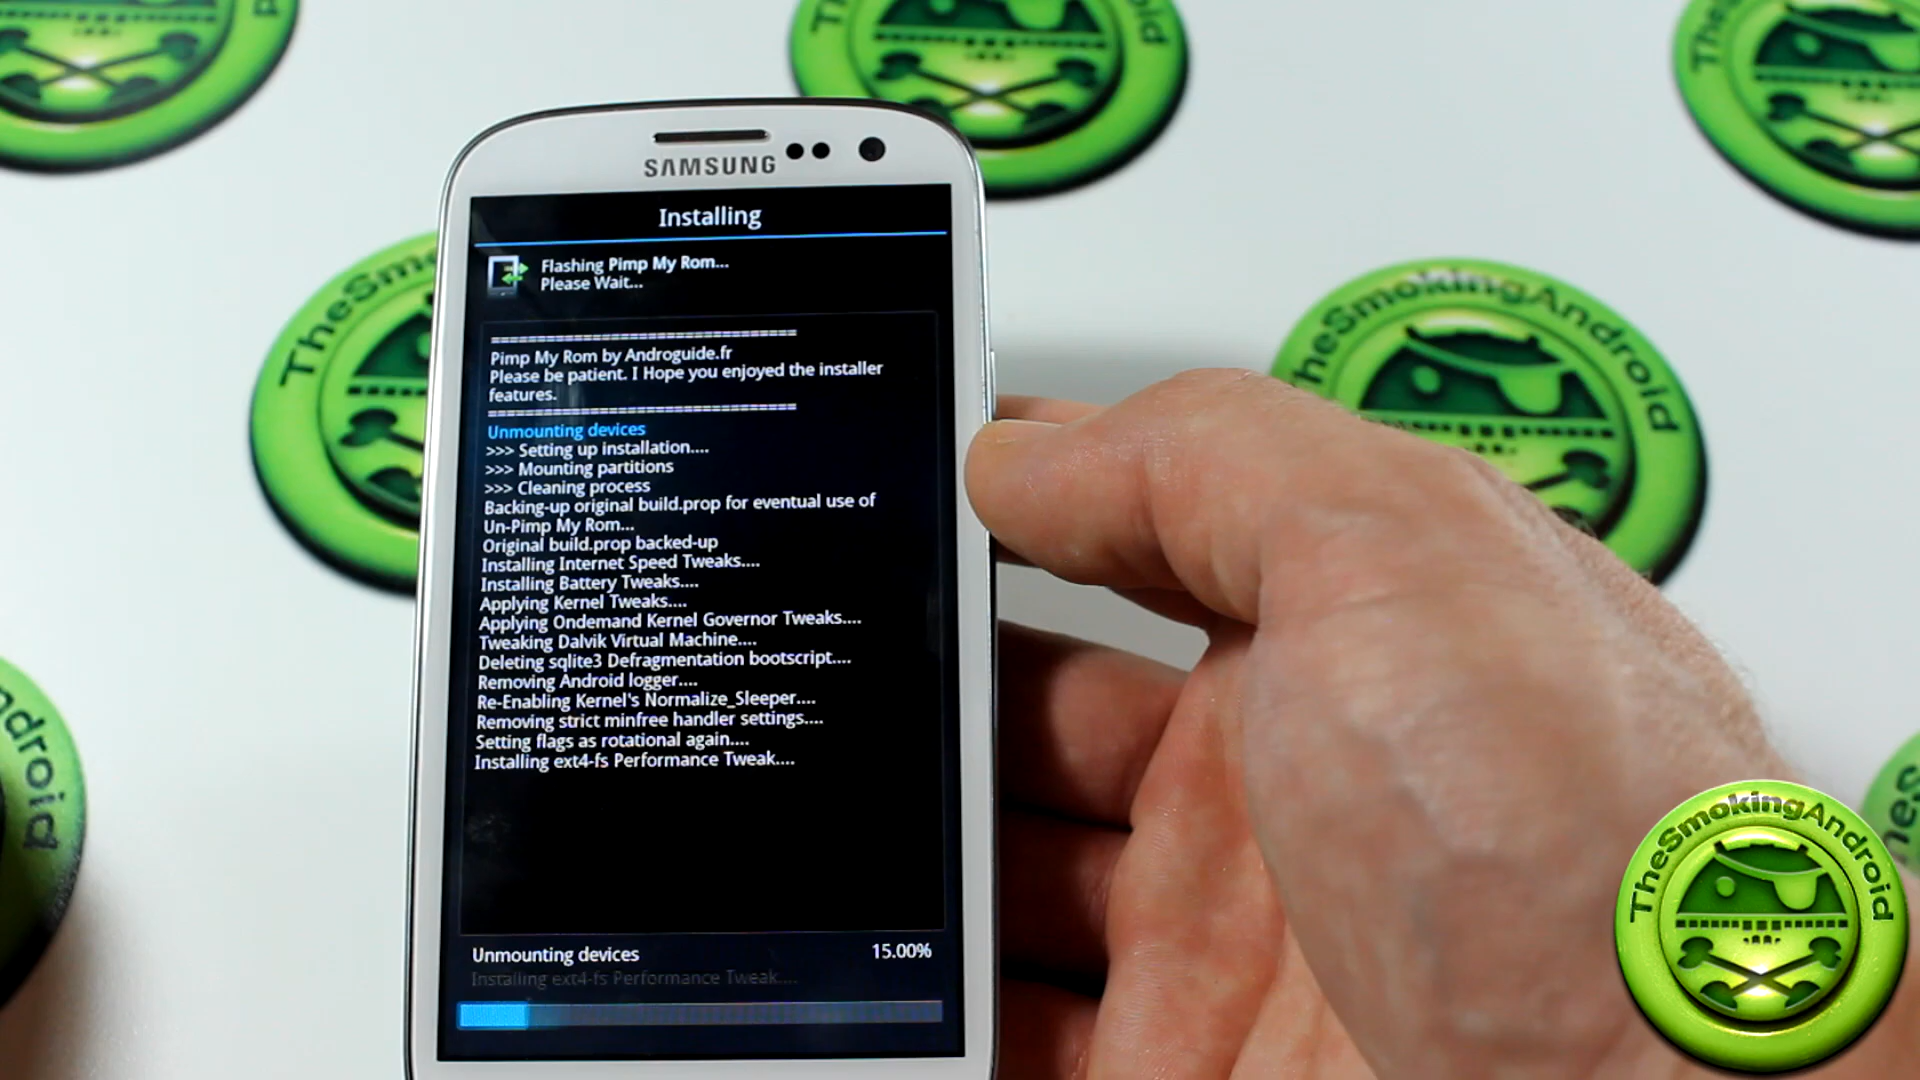 SAMSUNG
Installing
Flashing Pimp My Rom...
Please Wait...
================================
Pimp My Rom by Androguide.fr
Please be patient. I Hope you enjoyed the installer
features.
================================
Unmounting devices
>>> Setting up installation....
>>> Mounting partitions
>>> Cleaning process
Backing-up original build.prop for eventual use of
Un-Pimp My Rom...
Original build.prop backed-up
Installing Internet Speed Tweaks....
Installing Battery Tweaks....
Applying Kernel Tweaks....
Applying Ondemand Kernel Governor Tweaks....
Tweaking Dalvik Virtual Machine....
Deleting sqlite3 Defragmentation bootscript....
Removing Android logger....
Re-Enabling Kernel's Normalize_Sleeper....
Removing strict minfree handler settings....
Setting flags as rotational again....
Installing ext4-fs Performance Tweak....
Unmounting devices 15.00%
Installing ext4-fs Performance Tweak....
TheSmokingAndroid
TheSmokingAndroid